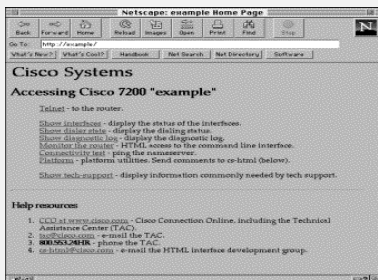 Netscape: example Home Page
Back Forward Home Reload Images Open Print Find Stop
N
Go To: http://example/
What's New? What's Cool? Handbook Net Search Net Directory Software
Cisco Systems
Accessing Cisco 7200 "example"
Telnet - to the router.
Show interfaces - display the status of the interfaces.
Show dialer state - display the dialing status.
Show diagnostic log - display the diagnostic log.
Monitor the router - HTML access to the command line interface.
Connectivity test - ping the nameserver.
Platform - platform utilities. Send comments to cs-html (below).
Show tech-support - display information commonly needed by tech support.
Help resources
1. CCO at www.cisco.com - Cisco Connection Online, including the Technical
Assistance Center (TAC).
2. tac@cisco.com - e-mail the TAC.
3. 800.553.24HR - phone the TAC.
4. cs-html@cisco.com - e-mail the HTML interface development group.